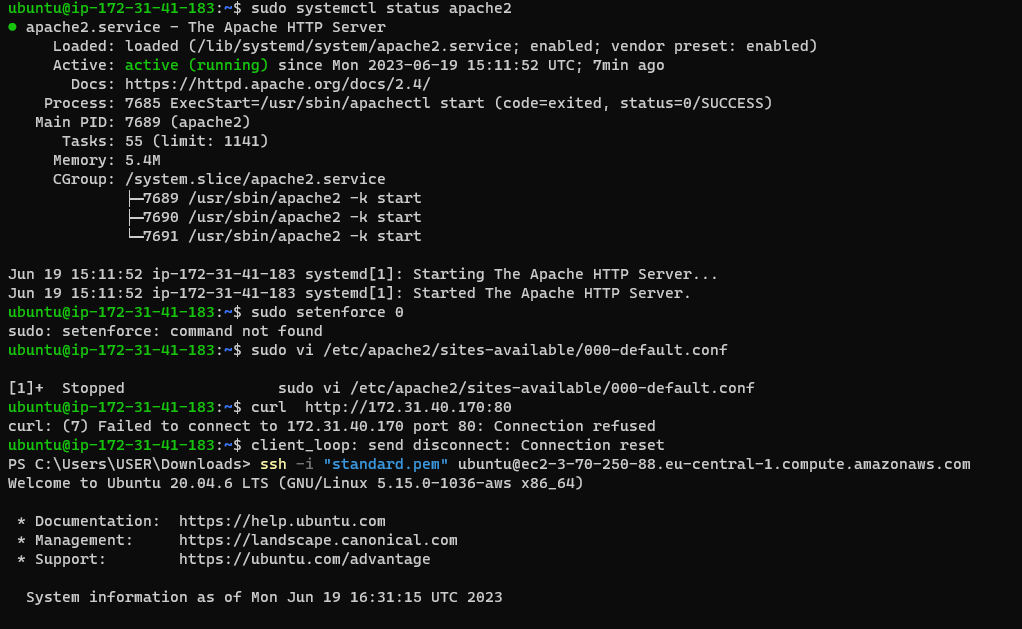 ubuntu@ip-172-31-41-183:~$ sudo systemctl status apache2
● apache2.service - The Apache HTTP Server
     Loaded: loaded (/lib/systemd/system/apache2.service; enabled; vendor preset: enabled)
     Active: active (running) since Mon 2023-06-19 15:11:52 UTC; 7min ago
       Docs: https://httpd.apache.org/docs/2.4/
    Process: 7685 ExecStart=/usr/sbin/apachectl start (code=exited, status=0/SUCCESS)
   Main PID: 7689 (apache2)
      Tasks: 55 (limit: 1141)
     Memory: 5.4M
     CGroup: /system.slice/apache2.service
             ├─7689 /usr/sbin/apache2 -k start
             ├─7690 /usr/sbin/apache2 -k start
             └─7691 /usr/sbin/apache2 -k start

Jun 19 15:11:52 ip-172-31-41-183 systemd[1]: Starting The Apache HTTP Server...
Jun 19 15:11:52 ip-172-31-41-183 systemd[1]: Started The Apache HTTP Server.
ubuntu@ip-172-31-41-183:~$ sudo setenforce 0
sudo: setenforce: command not found
ubuntu@ip-172-31-41-183:~$ sudo vi /etc/apache2/sites-available/000-default.conf

[1]+  Stopped                 sudo vi /etc/apache2/sites-available/000-default.conf
ubuntu@ip-172-31-41-183:~$ curl  http://172.31.40.170:80
curl: (7) Failed to connect to 172.31.40.170 port 80: Connection refused
ubuntu@ip-172-31-41-183:~$ client_loop: send disconnect: Connection reset
PS C:\Users\USER\Downloads> ssh -i "standard.pem" ubuntu@ec2-3-70-250-88.eu-central-1.compute.amazonaws.com
Welcome to Ubuntu 20.04.6 LTS (GNU/Linux 5.15.0-1036-aws x86_64)

 * Documentation:  https://help.ubuntu.com
 * Management:     https://landscape.canonical.com
 * Support:        https://ubuntu.com/advantage

  System information as of Mon Jun 19 16:31:15 UTC 2023